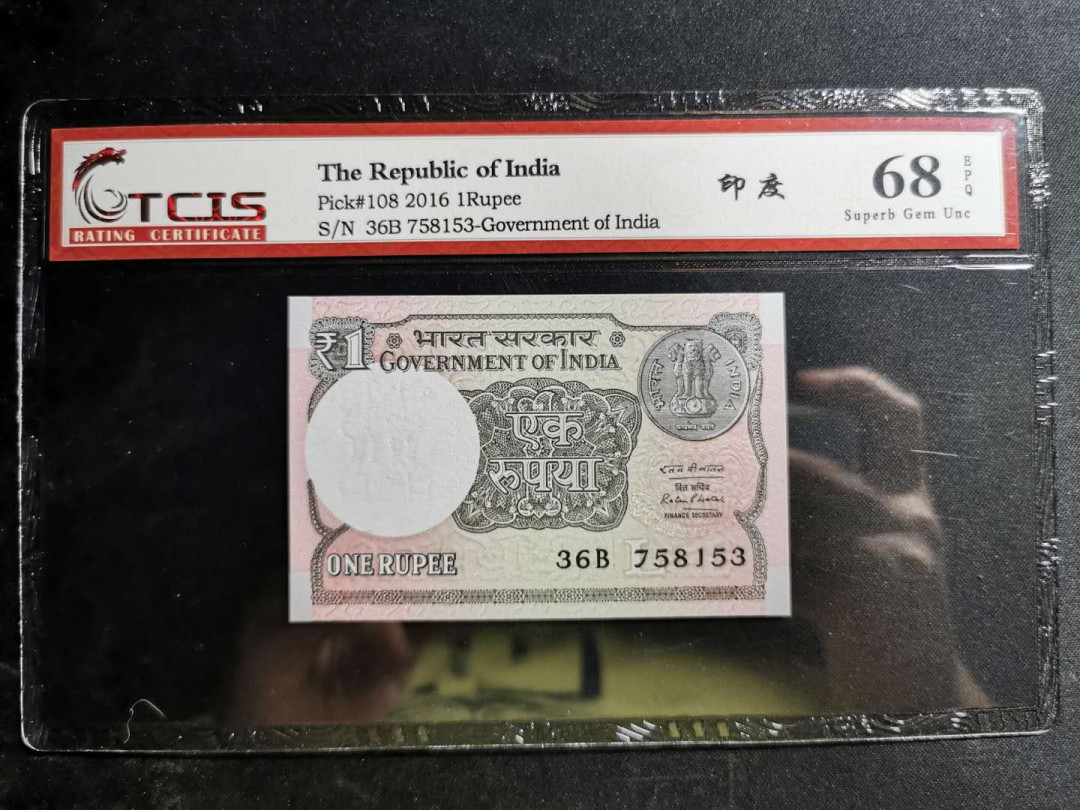 TCIS
RATING CERTIFICATE
The Republic of India
Pick#108 2016 1Rupee
S/N 36B 758153-Government of India
印度
68
EPQ
Superb Gem Unc
₹1
भारत सरकार
GOVERNMENT OF INDIA
भारत
INDIA
एक
रुपया
वित्त सचिव
FINANCE SECRETARY
ONE RUPEE
36B 758153
L